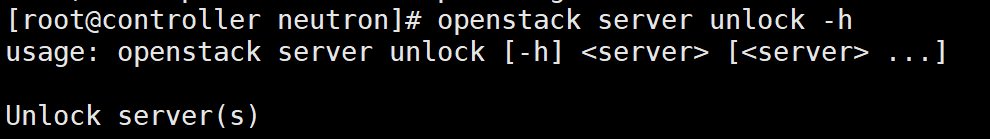 [root@controller neutron]# openstack server unlock -h
usage: openstack server unlock [-h] <server> [<server> ...]
Unlock server(s)